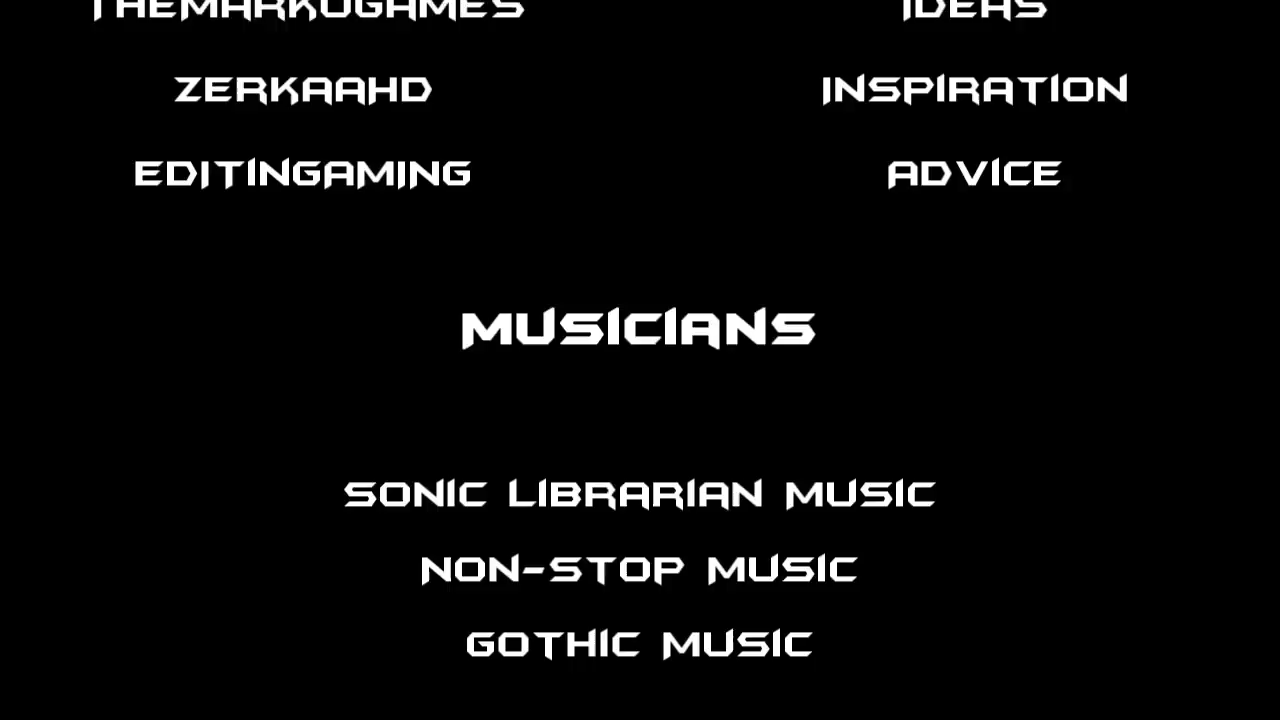 THEMARKOGAMES IDEAS
ZERKAAHD INSPIRATION
EDITINGAMING ADVICE
MUSICIANS
SONIC LIBRARIAN MUSIC
NON-STOP MUSIC
GOTHIC MUSIC